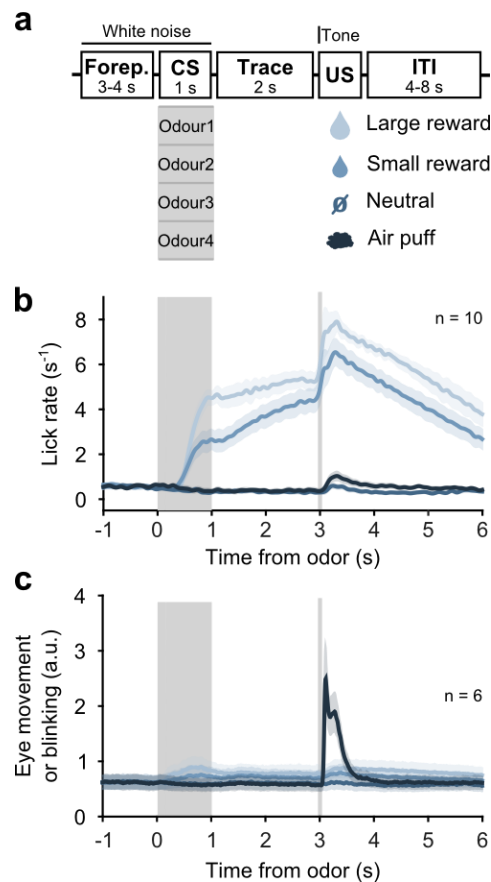 a
White noise
Tone
Forep. CS Trace US ITI
3-4 s 1 s 2 s 4-8 s
Odour1
Odour2
Odour3
Odour4
Large reward
Small reward
Neutral
Air puff
b
n = 10
Lick rate (s⁻¹)
8
6
4
2
0
-1 0 1 2 3 4 5 6
Time from odor (s)
c
n = 6
Eye movement
or blinking (a.u.)
4
3
2
1
0
-1 0 1 2 3 4 5 6
Time from odor (s)